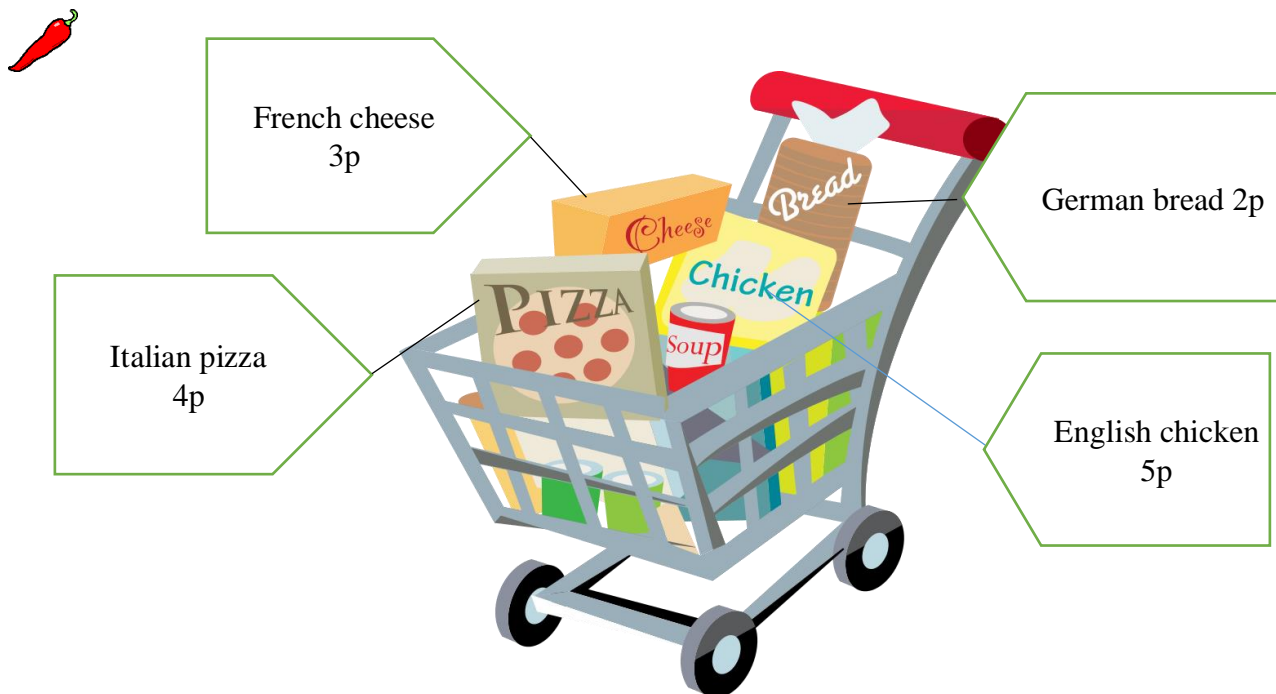 French cheese
3p
German bread 2p
Bread
Cheese
Chicken
PIZZA
Soup
Italian pizza
4p
English chicken
5p